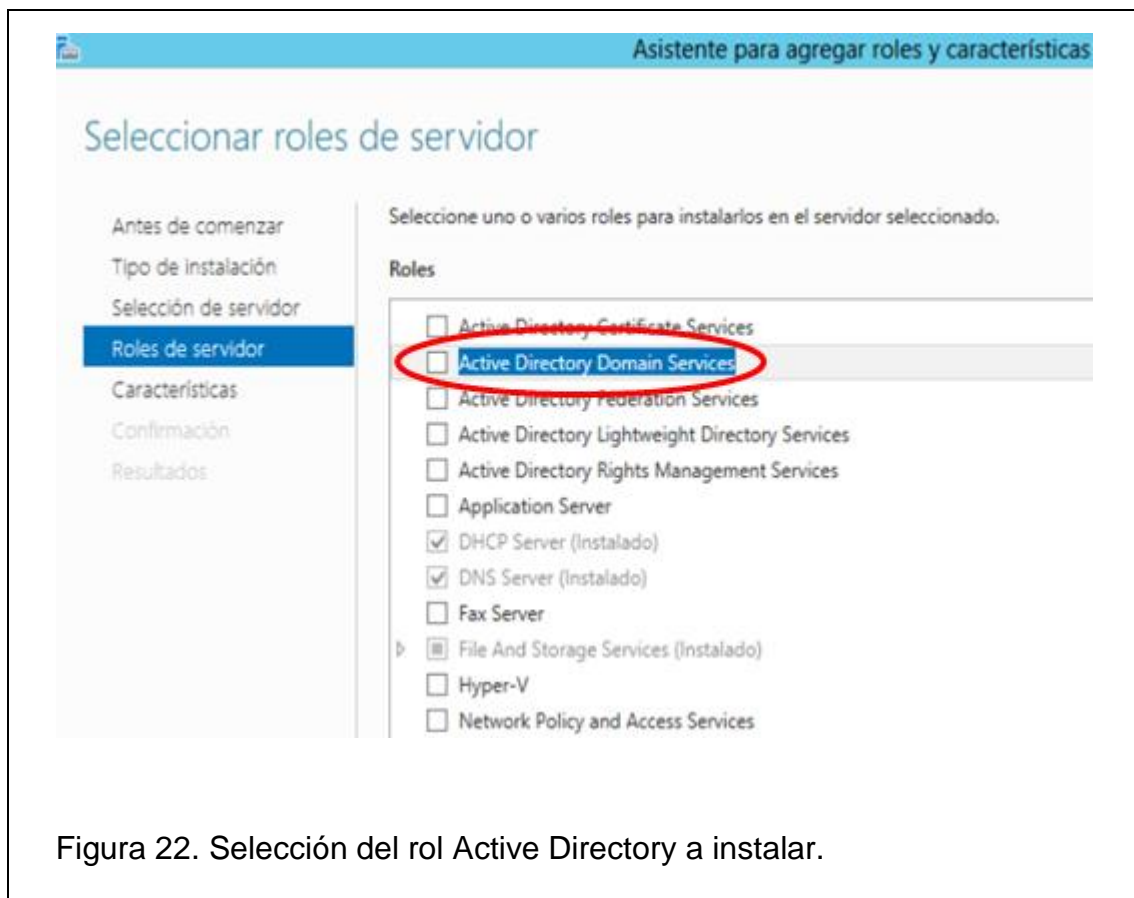 Asistente para agregar roles y características
Seleccionar roles de servidor
Antes de comenzar
Tipo de instalación
Selección de servidor
Roles de servidor
Características
Confirmación
Resultados
Seleccione uno o varios roles para instalarlos en el servidor seleccionado.
Roles
Active Directory Certificate Services
Active Directory Domain Services
Active Directory Federation Services
Active Directory Lightweight Directory Services
Active Directory Rights Management Services
Application Server
DHCP Server (Instalado)
DNS Server (Instalado)
Fax Server
File And Storage Services (Instalado)
Hyper-V
Network Policy and Access Services
Figura 22. Selección del rol Active Directory a instalar.